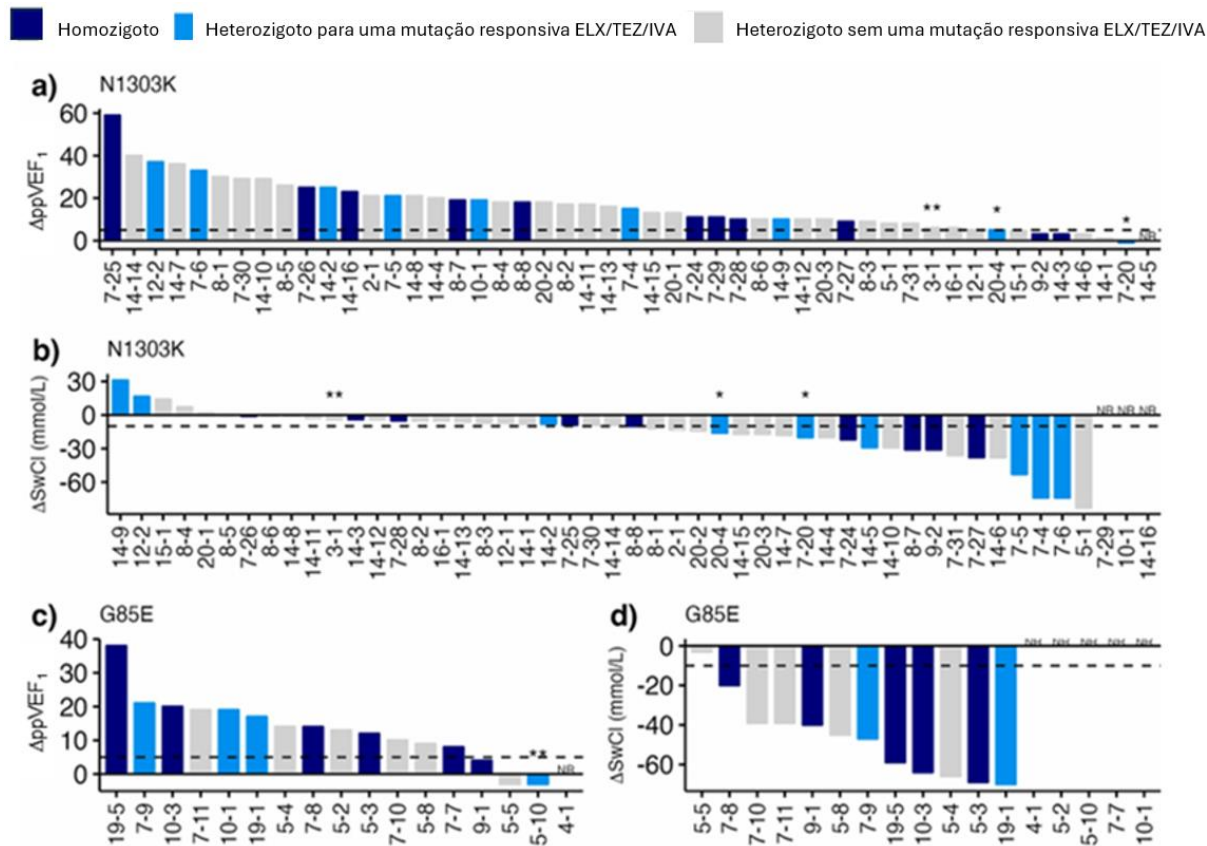 Homozigoto Heterozigoto para uma mutação responsiva ELX/TEZ/IVA Heterozigoto sem uma mutação responsiva ELX/TEZ/IVA
a) N1303K
ΔppVEF1
60
40
20
0
** * * NR
7-25 14-14 12-2 14-7 7-6 8-1 7-30 14-10 8-5 7-26 14-2 14-16 2-1 7-5 14-8 14-4 8-7 10-1 8-4 8-8 20-2 8-2 14-11 14-13 7-4 14-15 20-1 7-24 7-29 7-28 8-6 14-9 14-12 20-3 7-27 8-3 5-1 7-31 3-1 16-1 12-1 20-4 15-1 9-2 14-3 14-6 14-1 7-20 14-5
b) N1303K
ΔSwCl (mmol/L)
30
0
-30
-60
** * * NR NR NR
14-9 12-2 15-1 8-4 20-1 8-5 7-26 8-6 14-8 14-11 3-1 14-3 14-12 7-28 8-2 16-1 14-13 8-3 12-1 14-1 14-2 7-25 7-30 14-14 8-8 8-1 2-1 20-2 20-4 14-15 20-3 14-7 7-20 14-4 7-24 14-5 14-10 8-7 9-2 7-31 7-27 14-6 7-5 7-4 7-6 5-1 7-29 10-1 14-16
c) G85E
ΔppVEF1
40
30
20
10
0
** NR
19-5 7-9 10-3 7-11 10-1 19-1 5-4 7-8 5-2 5-3 7-10 5-8 7-7 9-1 5-5 5-10 4-1
d) G85E
ΔSwCl (mmol/L)
0
-20
-40
-60
NR NR NR NR NR
5-5 7-8 7-10 7-11 9-1 5-8 7-9 19-5 10-3 5-4 5-3 19-1 4-1 5-2 5-10 7-7 10-1